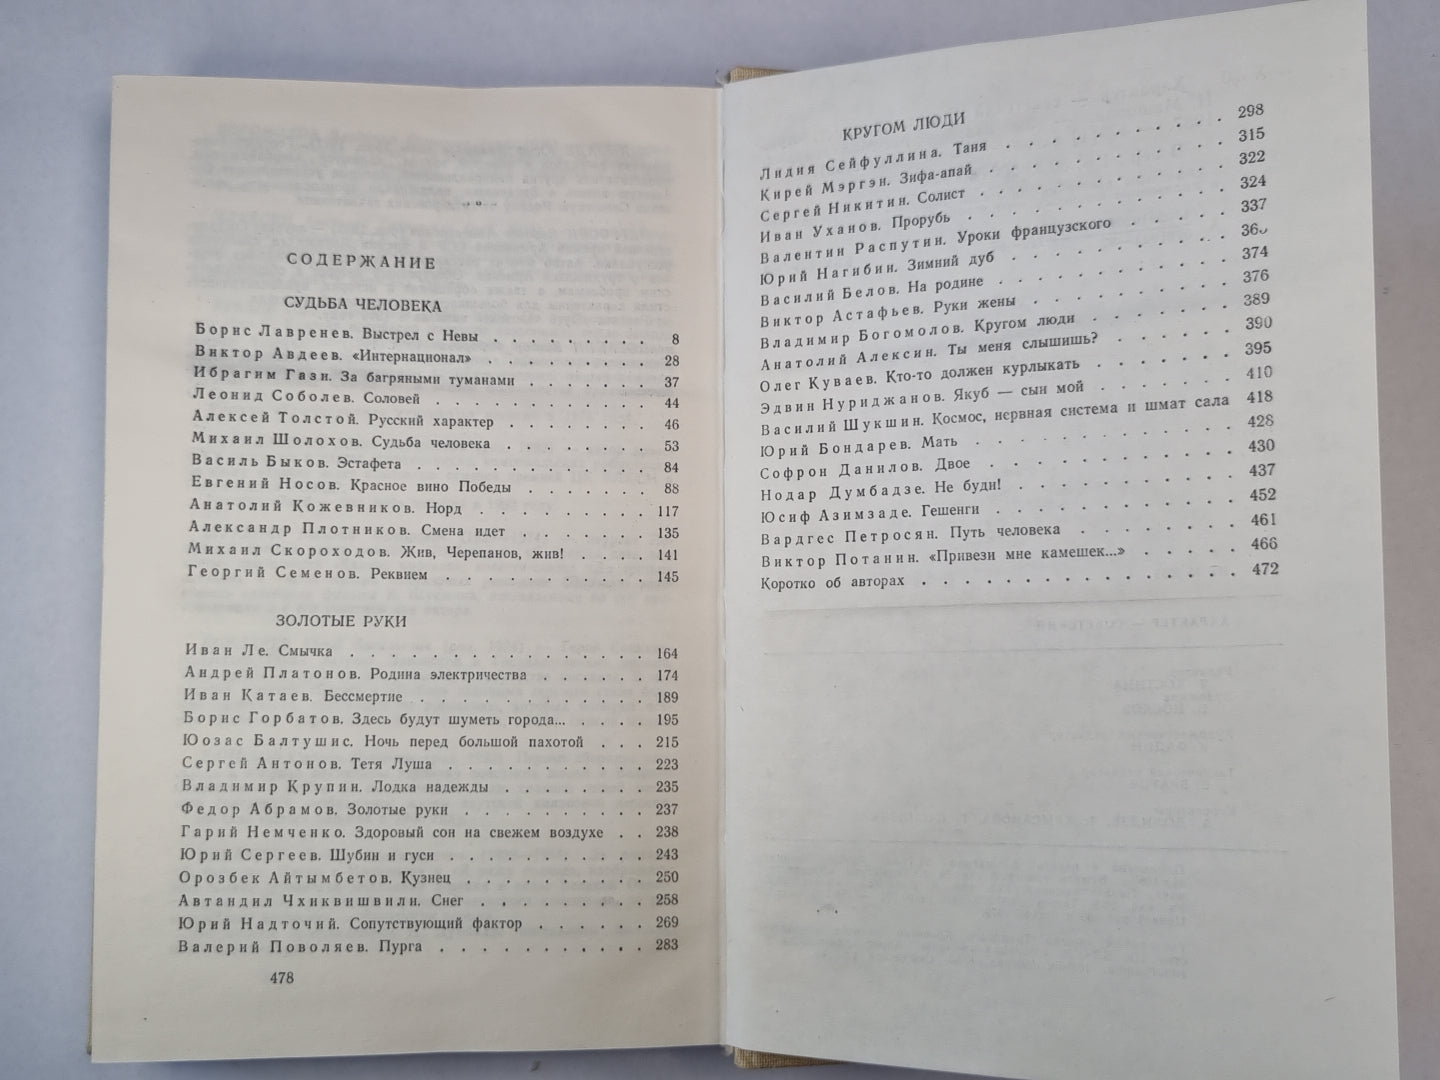 СОДЕРЖАНИЕ
СУДЬБА ЧЕЛОВЕКА
Борис Лавренев. Выстрел с Невы . . . . . . . . 8
Виктор Авдеев. «Интернационал» . . . . . . . . 28
Ибрагим Гази. За багряными туманами . . . . . . 37
Леонид Соболев. Соловей . . . . . . . . . . . 44
Алексей Толстой. Русский характер . . . . . . . 46
Михаил Шолохов. Судьба человека . . . . . . . 53
Василь Быков. Эстафета . . . . . . . . . . . 84
Евгений Носов. Красное вино Победы . . . . . . 88
Анатолий Кожевников. Норд . . . . . . . . . 117
Александр Плотников. Смена идет . . . . . . . 135
Михаил Скороходов. Жив, Черепанов, жив! . . . . 141
Георгий Семенов. Реквием . . . . . . . . . . 145
ЗОЛОТЫЕ РУКИ
Иван Ле. Смычка . . . . . . . . . . . . . . 164
Андрей Платонов. Родина электричества . . . . . 174
Иван Катаев. Бессмертие . . . . . . . . . . . 189
Борис Горбатов. Здесь будут шуметь города... . . . . 195
Юозас Балтушис. Ночь перед большой пахотой . . . 215
Сергей Антонов. Тетя Луша . . . . . . . . . . 223
Владимир Крупин. Лодка надежды . . . . . . . 235
Федор Абрамов. Золотые руки . . . . . . . . . 237
Гарий Немченко. Здоровый сон на свежем воздухе . . 238
Юрий Сергеев. Шубин и гуси . . . . . . . . . . 243
Орозбек Айтымбетов. Кузнец . . . . . . . . . 250
Автандил Чхиквишвили. Снег . . . . . . . . . 258
Юрий Надточий. Сопутствующий фактор . . . . . . 269
Валерий Поволяев. Пурга . . . . . . . . . . . 283
478
КРУГОМ ЛЮДИ
Лидия Сейфуллина. Таня . . . . . . . . . . . 298
Кирей Мэргэн. Зифа-апай . . . . . . . . . . . 315
Сергей Никитин. Солист . . . . . . . . . . . 322
Иван Уханов. Прорубь . . . . . . . . . . . . 324
Валентин Распутин. Уроки французского . . . . . 337
Юрий Нагибин. Зимний дуб . . . . . . . . . . 360
Василий Белов. На родине . . . . . . . . . . 374
Виктор Астафьев. Руки жены . . . . . . . . . 376
Владимир Богомолов. Кругом люди . . . . . . . 389
Анатолий Алексин. Ты меня слышишь? . . . . . . 390
Олег Куваев. Кто-то должен курлыкать . . . . . . 395
Эдвин Нуриджанов. Якуб — сын мой . . . . . . . 410
Василий Шукшин. Космос, нервная система и шмат сала 418
Юрий Бондарев. Мать . . . . . . . . . . . . 428
Софрон Данилов. Двое . . . . . . . . . . . . 430
Нодар Думбадзе. Не буди! . . . . . . . . . . 437
Юсиф Азимзаде. Гешенги . . . . . . . . . . . 452
Вардгес Петросян. Путь человека . . . . . . . . 461
Виктор Потанин. «Привези мне камешек...» . . . . . 466
Коротко об авторах . . . . . . . . . . . . . . 472